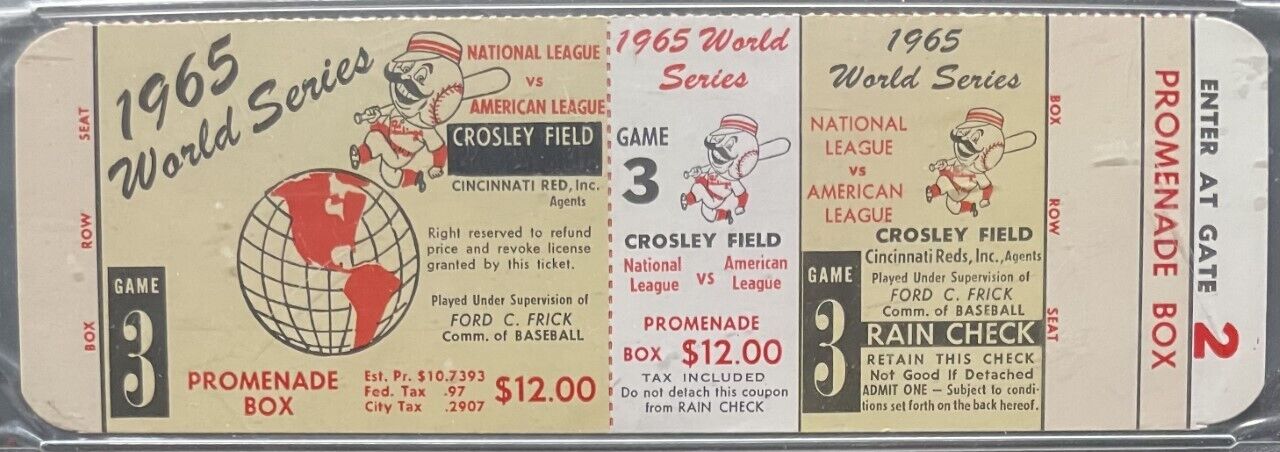 SEAT
ROW
BOX
1965
World Series
NATIONAL LEAGUE
VS
AMERICAN LEAGUE
CROSLEY FIELD
CINCINNATI RED, Inc.
Agents
Right reserved to refund
price and revoke license
granted by this ticket.
Played Under Supervision of
FORD C. FRICK
Comm. of BASEBALL
GAME
3
PROMENADE
BOX
Est. Pr. $10.7393
Fed. Tax .97
City Tax .2907
$12.00
1965 World
Series
GAME
3
CROSLEY FIELD
National League VS American League
PROMENADE
BOX $12.00
TAX INCLUDED
Do not detach this coupon
from RAIN CHECK
1965
World Series
NATIONAL
LEAGUE
VS
AMERICAN
LEAGUE
CROSLEY FIELD
Cincinnati Reds, Inc., Agents
Played Under Supervision of
FORD C. FRICK
Comm. of BASEBALL
GAME
3
RAIN CHECK
RETAIN THIS CHECK
Not Good If Detached
ADMIT ONE – Subject to condi-
tions set forth on the back hereof.
BOX
ROW
SEAT
PROMENADE BOX
ENTER AT GATE 2